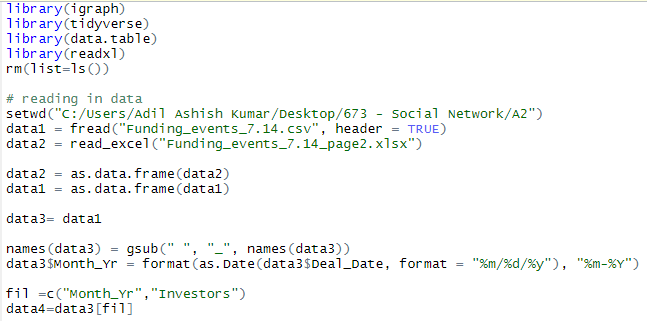 library(igraph)
library(tidyverse)
library(data.table)
library(readxl)
rm(list=ls())
# reading in data
setwd("C:/Users/Adil Ashish Kumar/Desktop/673 - Social Network/A2")
data1 = fread("Funding_events_7.14.csv", header = TRUE)
data2 = read_excel("Funding_events_7.14_page2.xlsx")
data2 = as.data.frame(data2)
data1 = as.data.frame(data1)
data3= data1
names(data3) = gsub(" ", "_", names(data3))
data3$Month_Yr = format(as.Date(data3$Deal_Date, format = "%m/%d/%y"), "%m-%Y")
fil =c("Month_Yr","Investors")
data4=data3[fil]